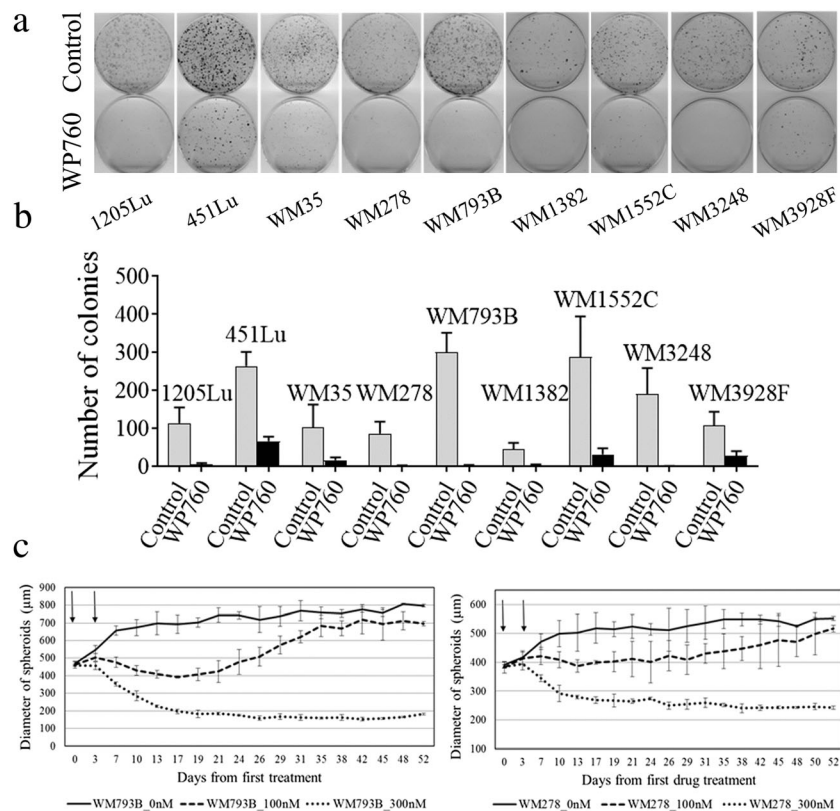 a
Control
WP760
1205Lu 451Lu WM35 WM278 WM793B WM1382 WM1552C WM3248 WM3928F
b
Number of colonies
500
400
300
200
100
0
1205Lu 451Lu WM35 WM278 WM793B WM1382 WM1552C WM3248 WM3928F
Control WP760 Control WP760 Control WP760 Control WP760 Control WP760 Control WP760 Control WP760 Control WP760 Control WP760
c
Diameter of spheroids (µm)
900
800
700
600
500
400
300
200
100
0
0 3 7 10 13 17 19 21 24 26 29 31 35 38 42 45 48 52
Days from first treatment
WM793B_0nM WM793B_100nM WM793B_300nM
Diameter of spheroids (µm)
600
500
400
300
200
100
0 3 7 10 13 17 19 21 24 26 29 31 35 38 42 45 48 52
Days from first drug treatment
WM278_0nM WM278_100nM WM278_300nM